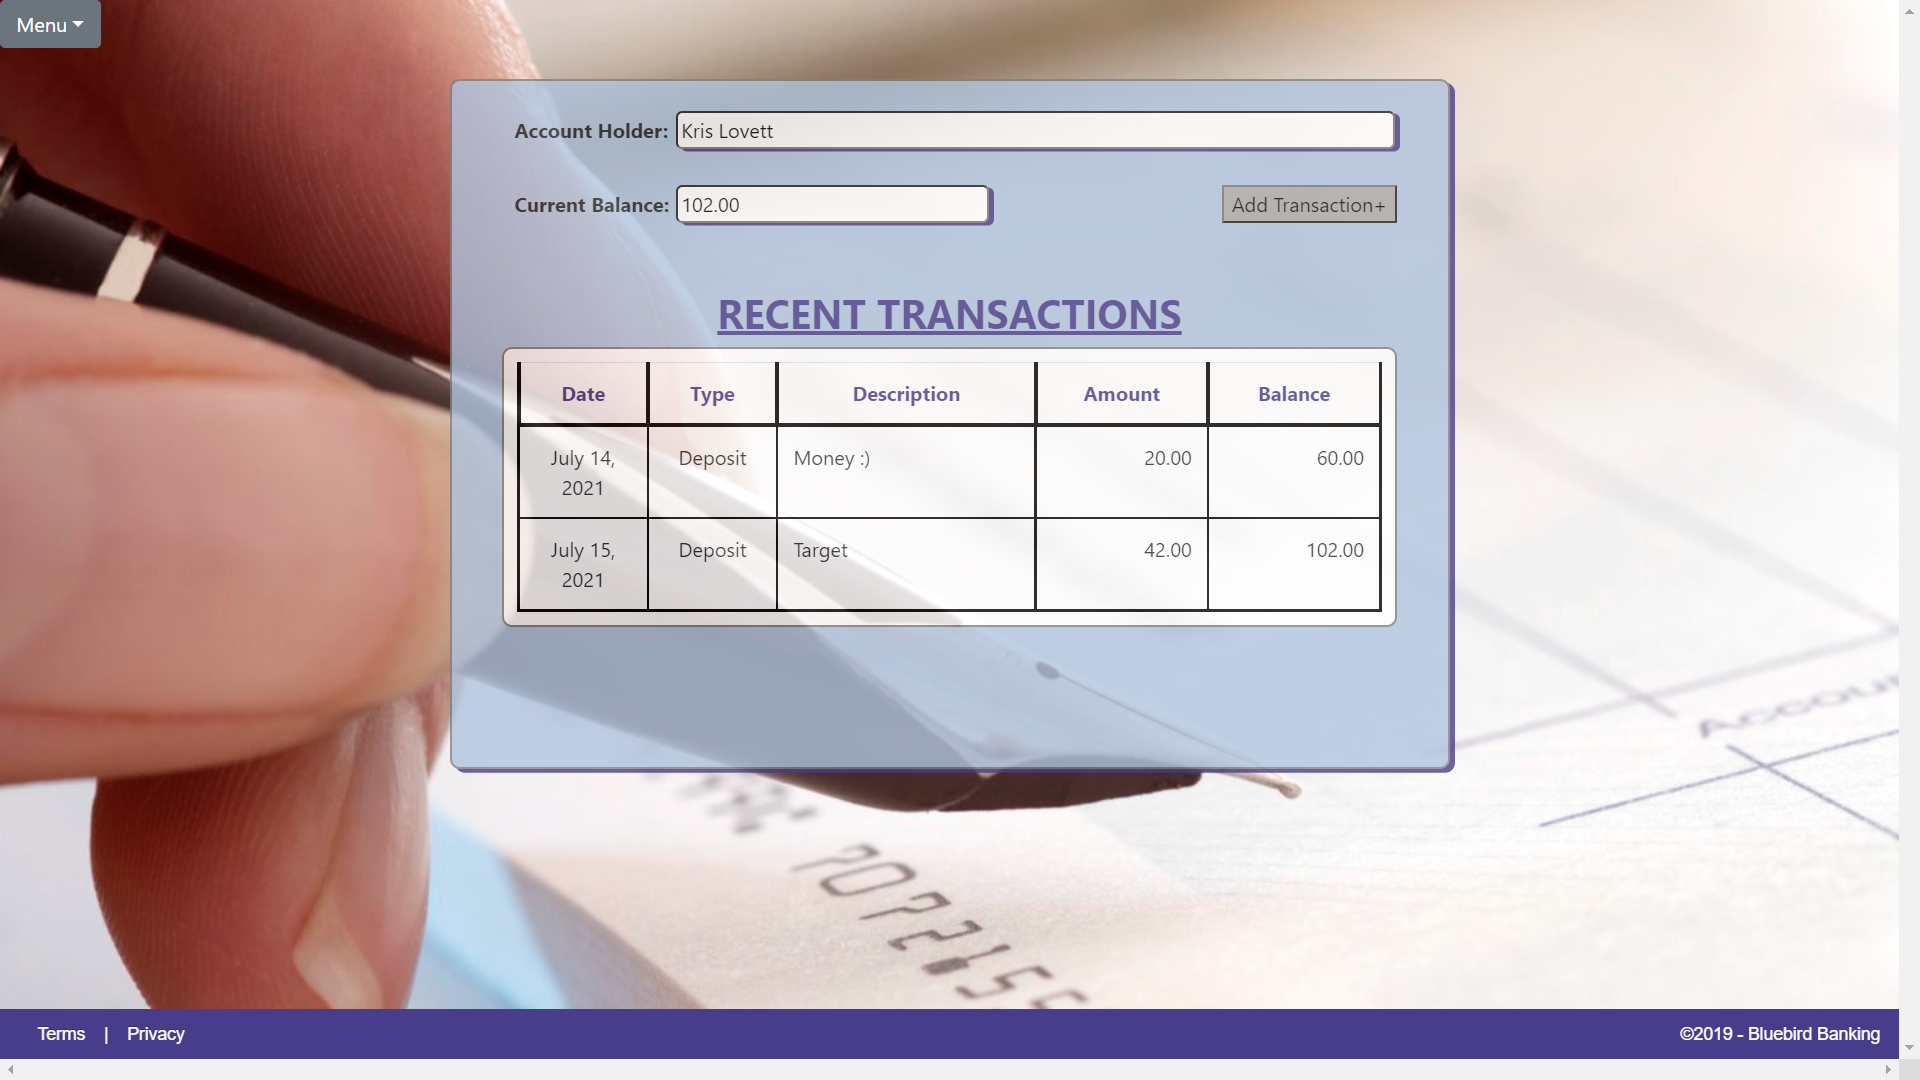 Menu
Account Holder: Kris Lovett
Current Balance: 102.00
Add Transaction+
RECENT TRANSACTIONS
Date Type Description Amount Balance
July 14, 2021 Deposit Money :) 20.00 60.00
July 15, 2021 Deposit Target 42.00 102.00
Terms | Privacy
©2019 - Bluebird Banking